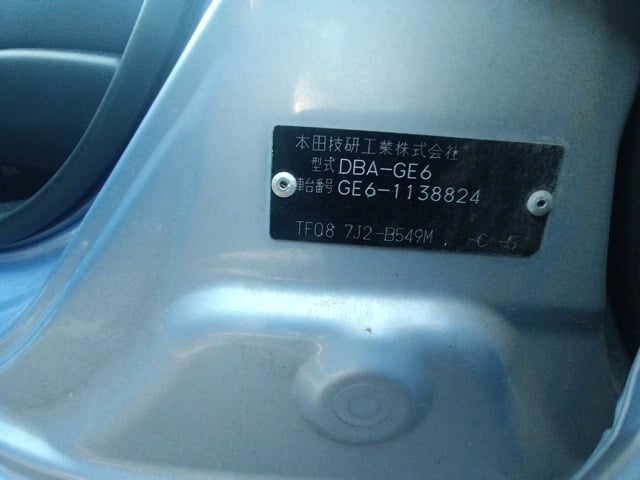 本田技研工業株式会社
型式 DBA-GE6
車台番号 GE6-1138824
TF08 7J2-B549M -C -5